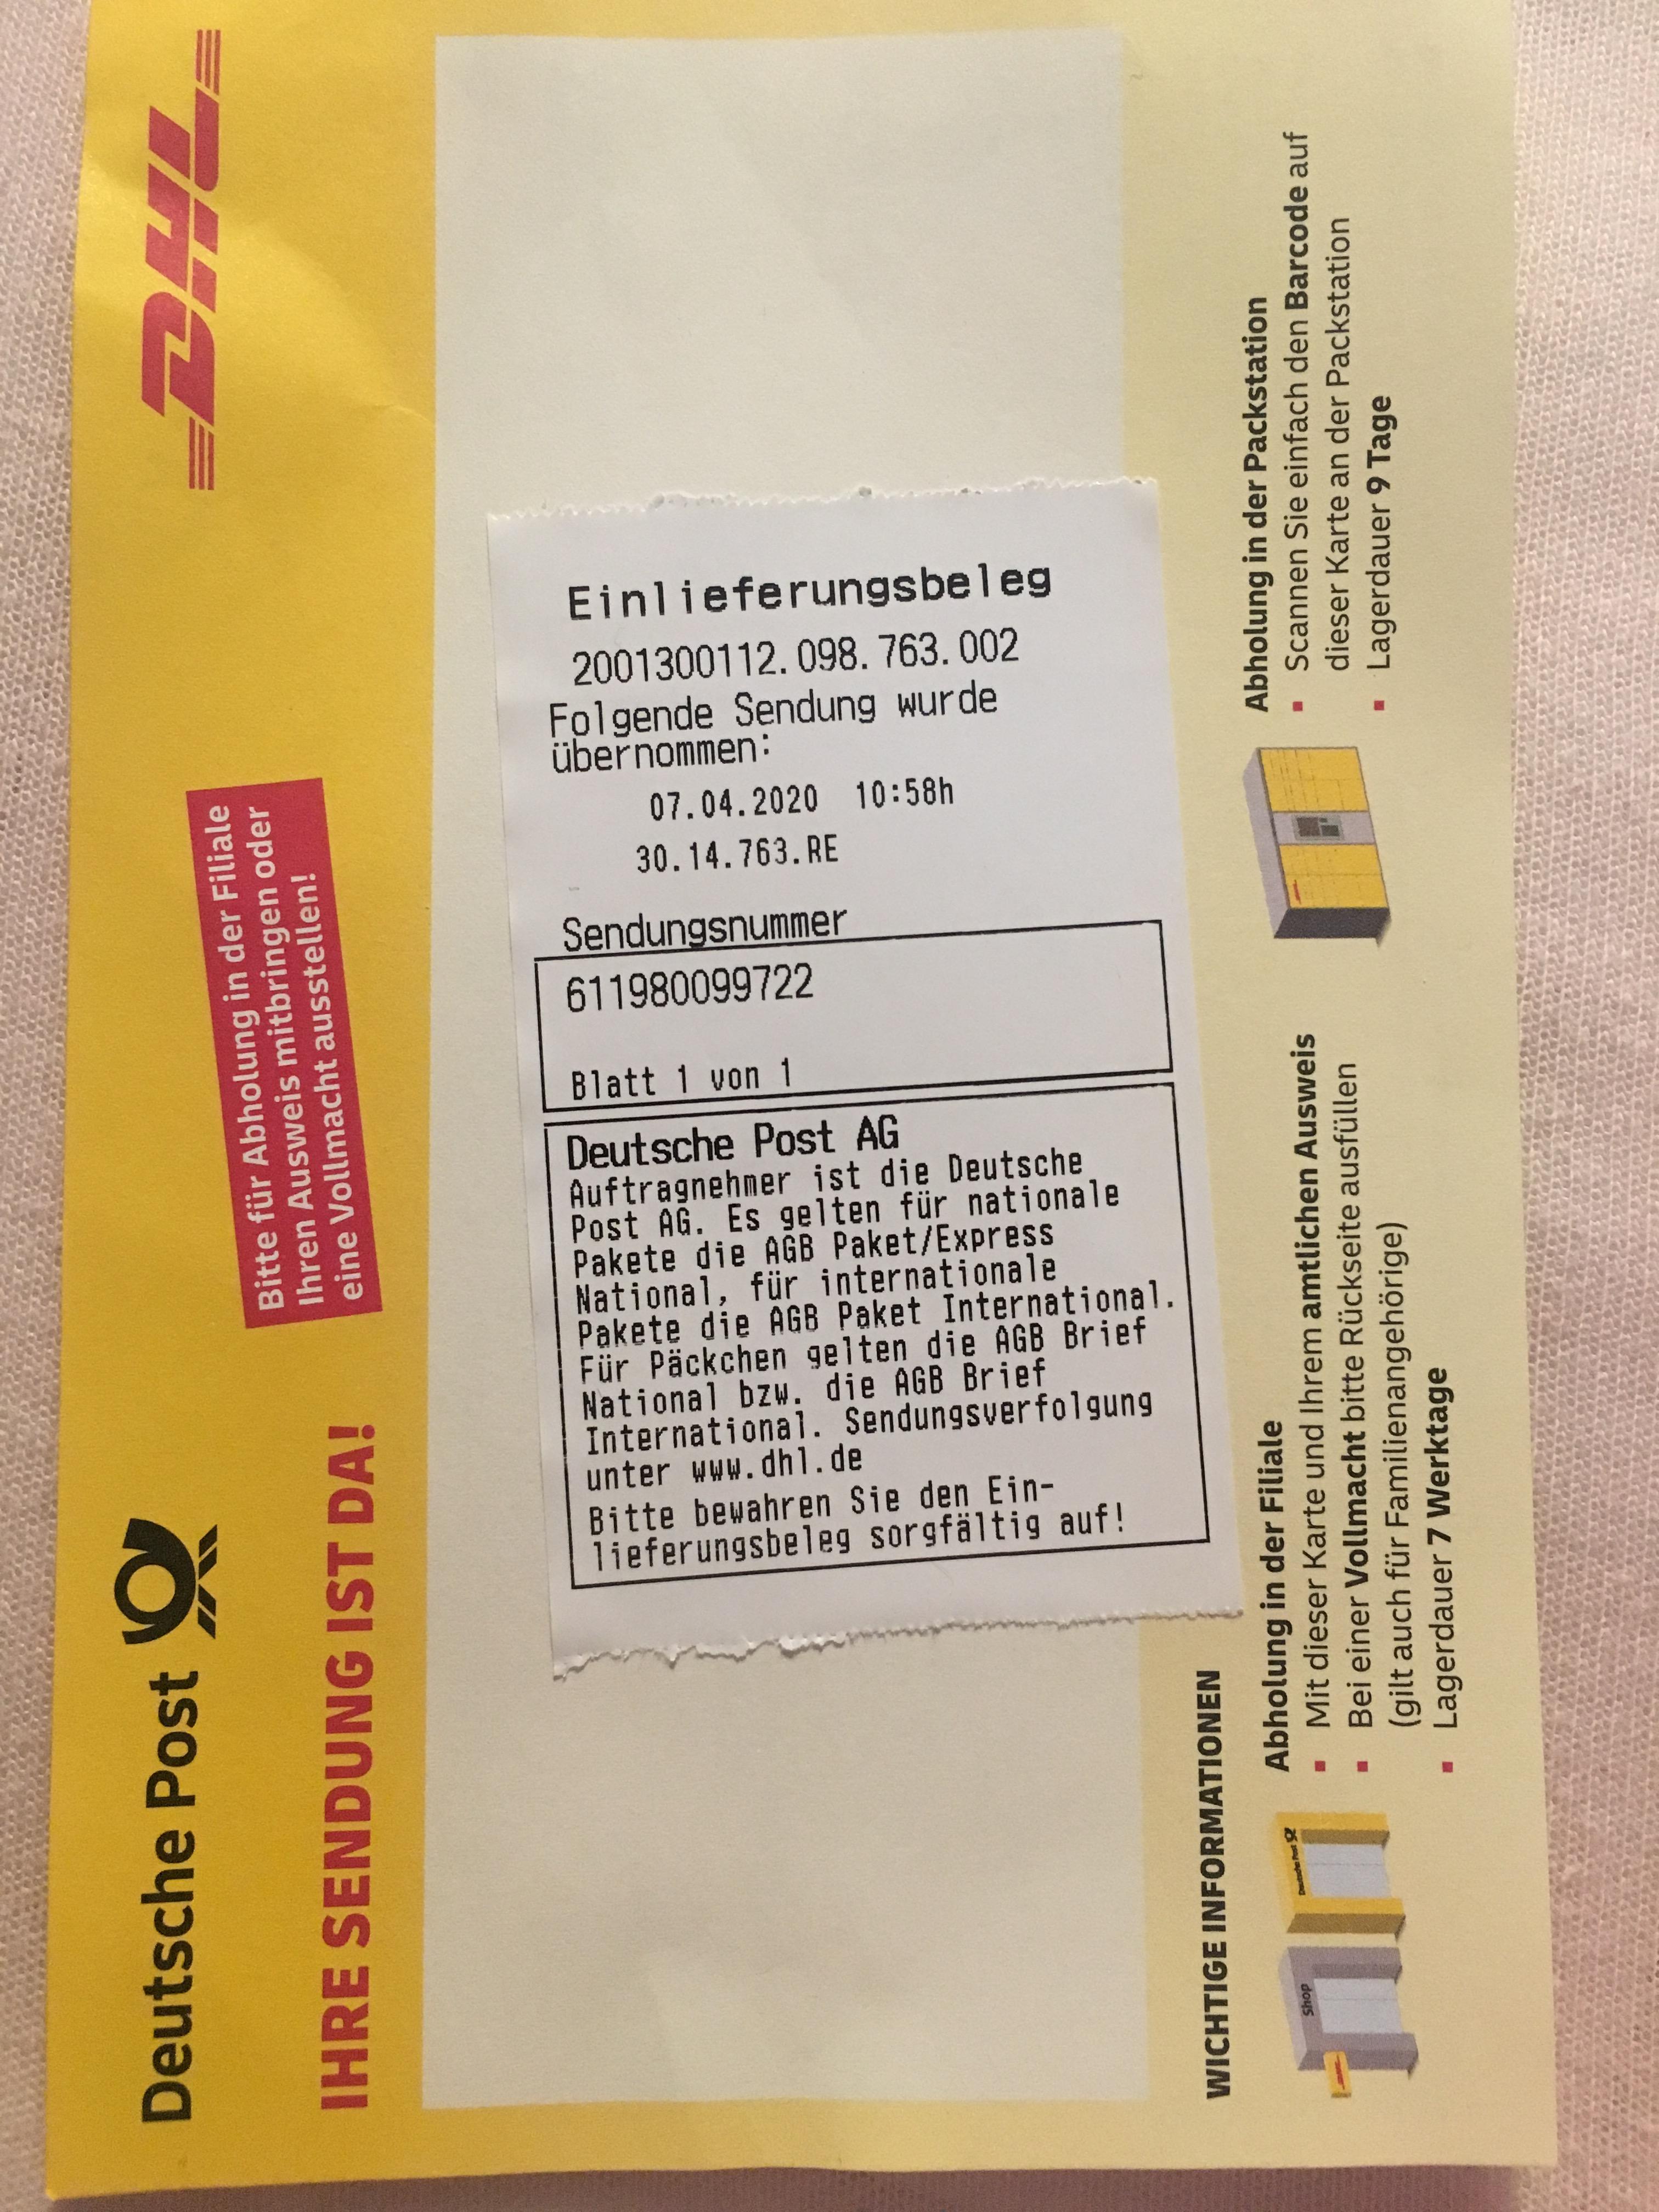 Deutsche Post
DHL
IHRE SENDUNG IST DA!
Bitte für Abholung in der Filiale
Ihren Ausweis mitbringen oder
eine Vollmacht ausstellen!
Einlieferungsbeleg
2001300112.098.763.002
Folgende Sendung wurde
übernommen:
07.04.2020 10:58h
30.14.763.RE
Sendungsnummer
611980099722
Blatt 1 von 1
Deutsche Post AG
Auftragnehmer ist die Deutsche
Post AG. Es gelten für nationale
Pakete die AGB Paket/Express
National, für internationale
Pakete die AGB Paket International.
Für Päckchen gelten die AGB Brief
National bzw. die AGB Brief
International. Sendungsverfolgung
unter www.dhl.de
Bitte bewahren Sie den Ein-
lieferungsbeleg sorgfältig auf!
WICHTIGE INFORMATIONEN
Shop
Deutsche Post
Abholung in der Filiale
▪ Mit dieser Karte und Ihrem amtlichen Ausweis
▪ Bei einer Vollmacht bitte Rückseite ausfüllen
(gilt auch für Familienangehörige)
▪ Lagerdauer 7 Werktage
Abholung in der Packstation
▪ Scannen Sie einfach den Barcode auf
dieser Karte an der Packstation
▪ Lagerdauer 9 Tage